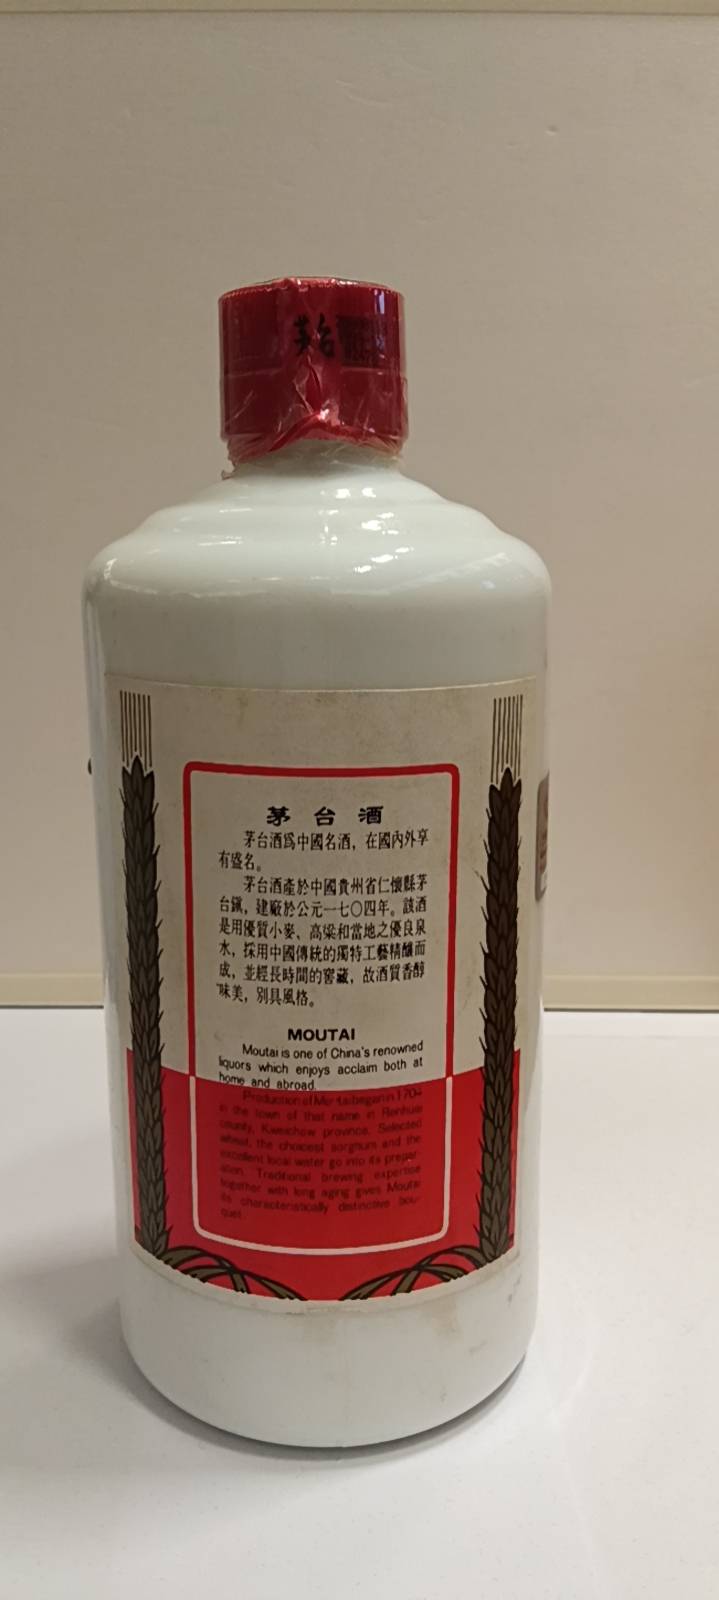 茅台
茅台酒
茅台酒爲中國名酒，在國內外享
有盛名。
茅台酒產於中國貴州省仁懷縣茅
台鎮，建廠於公元一七〇四年。該酒
是用優質小麥、高梁和當地之優良泉
水，採用中國傳統的獨特工藝精釀而
成，並經長時間的窖藏，故酒質香醇
味美，別具風格。
MOUTAI
Moutai is one of China's renowned
liquors which enjoys acclaim both at
home and abroad.
Production of Moutai began in 1704
in the town of that name in Renhuai
county, Kweichow province. Selected
wheat, the choicest sorghum and the
excellent local water go into its prepar-
ation. Traditional brewing expertise
together with long aging gives Moutai
its characteristically distinctive bou-
quet.